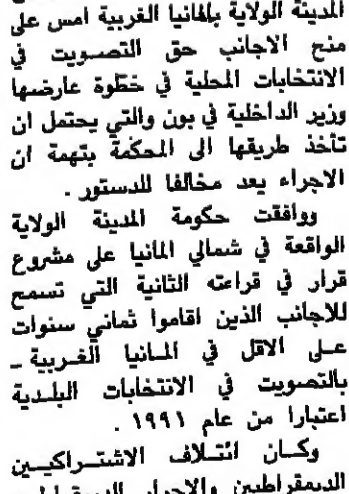 المدينة الولاية بالمانيا الغربية امس على
منح الاجانب حق التصويت في
الانتخابات المحلية في خطوة عارضها
وزير الداخلية في بون والتي يحتمل ان
تأخذ طريقها الى المحكمة بتهمة ان
الاجراء يعد مخالفا للدستور .
ووافقت حكومة المدينة الولاية
الواقعة في شمالي المانيا على مشروع
قرار في قراءته الثانية التي تسمح
للاجانب الذين اقاموا ثماني سنوات
على الاقل في المانيا الغربية -
بالتصويت في الانتخابات البلدية
اعتبارا من عام ١٩٩١ .
وكان ائتلاف الاشتراكيين
الديمقراطيين والاحرار